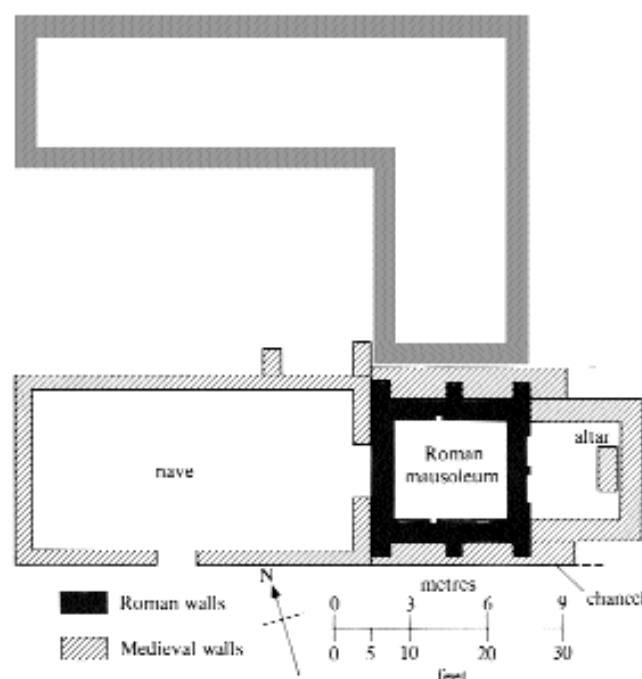 altar
nave
Roman
mausoleum
N
metres
Roman walls
0 3 6 9
chancel
Medieval walls
0 5 10 20 30
feet